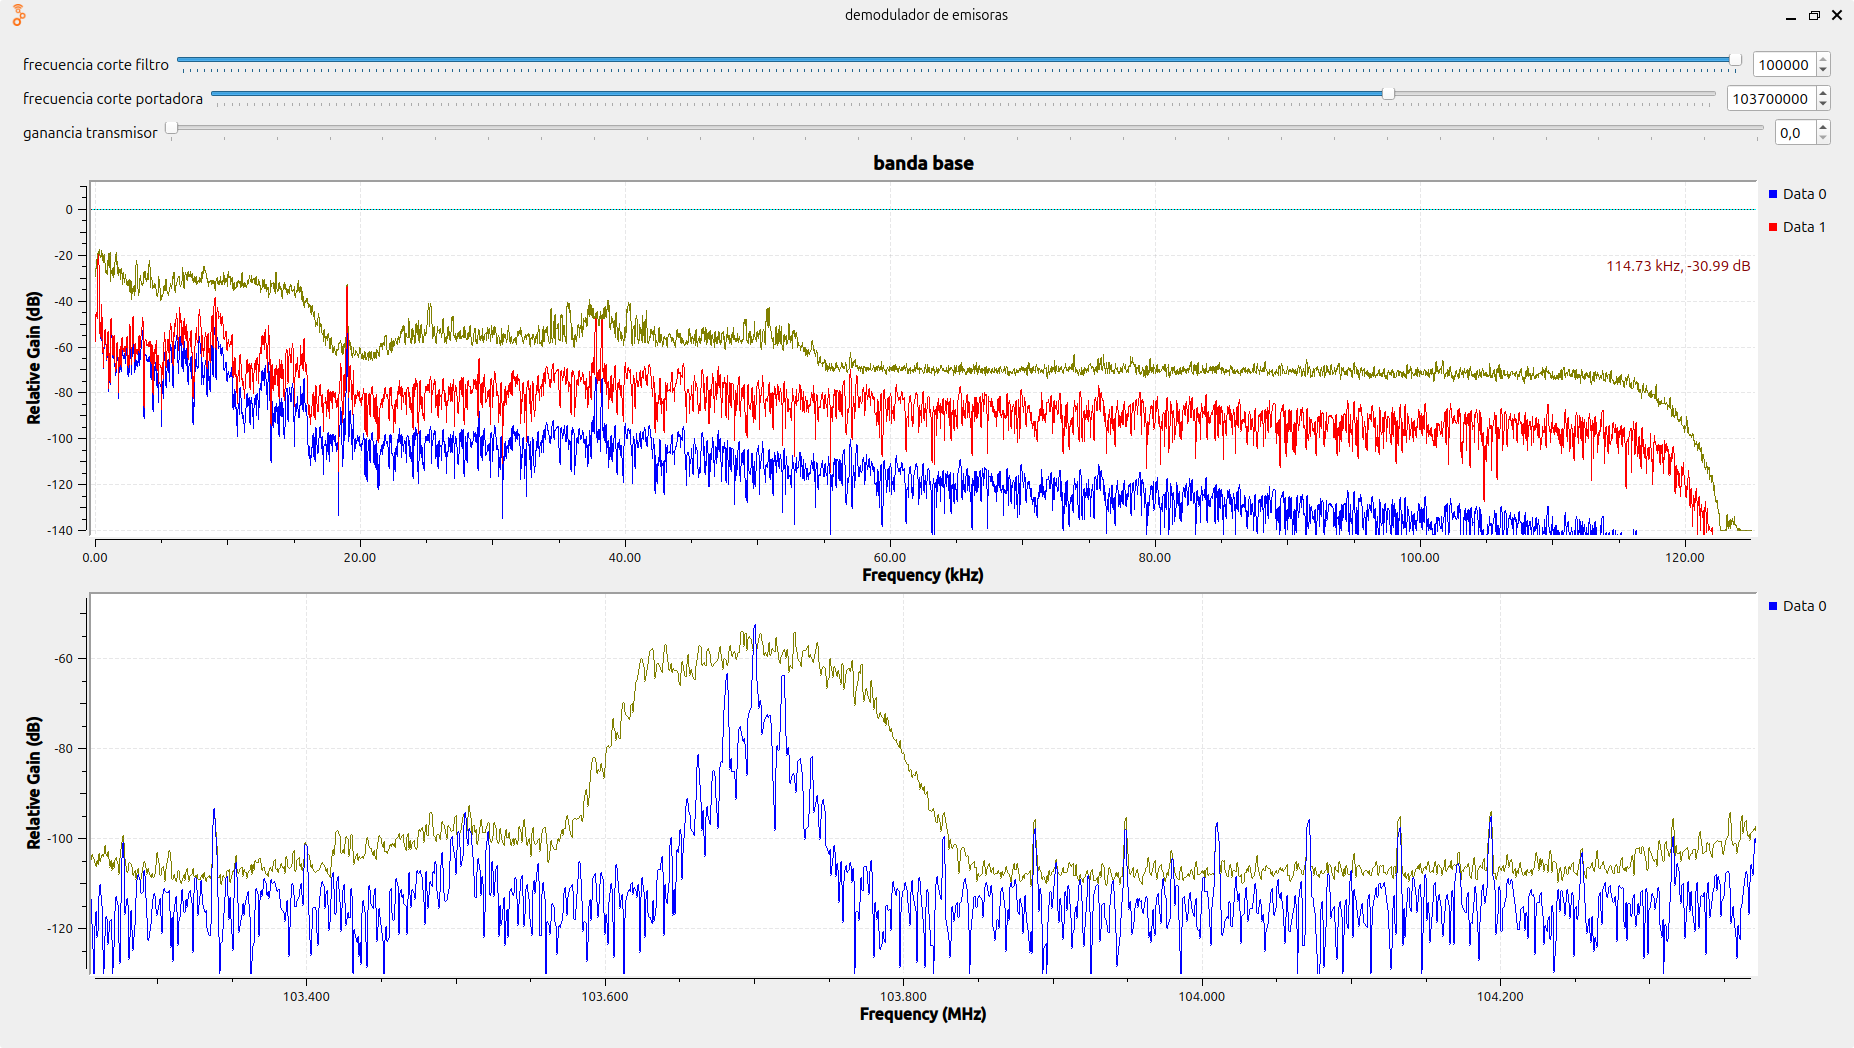 demodulador de emisoras
frecuencia corte filtro 100000
frecuencia corte portadora 103700000
ganancia transmisor 0,0
banda base
Relative Gain (dB)
0
-20
-40
-60
-80
-100
-120
-140
114.73 kHz, -30.99 dB
Data 0
Data 1
0.00 20.00 40.00 60.00 80.00 100.00 120.00
Frequency (kHz)
Relative Gain (dB)
-60
-80
-100
-120
Data 0
103.400 103.600 103.800 104.000 104.200
Frequency (MHz)